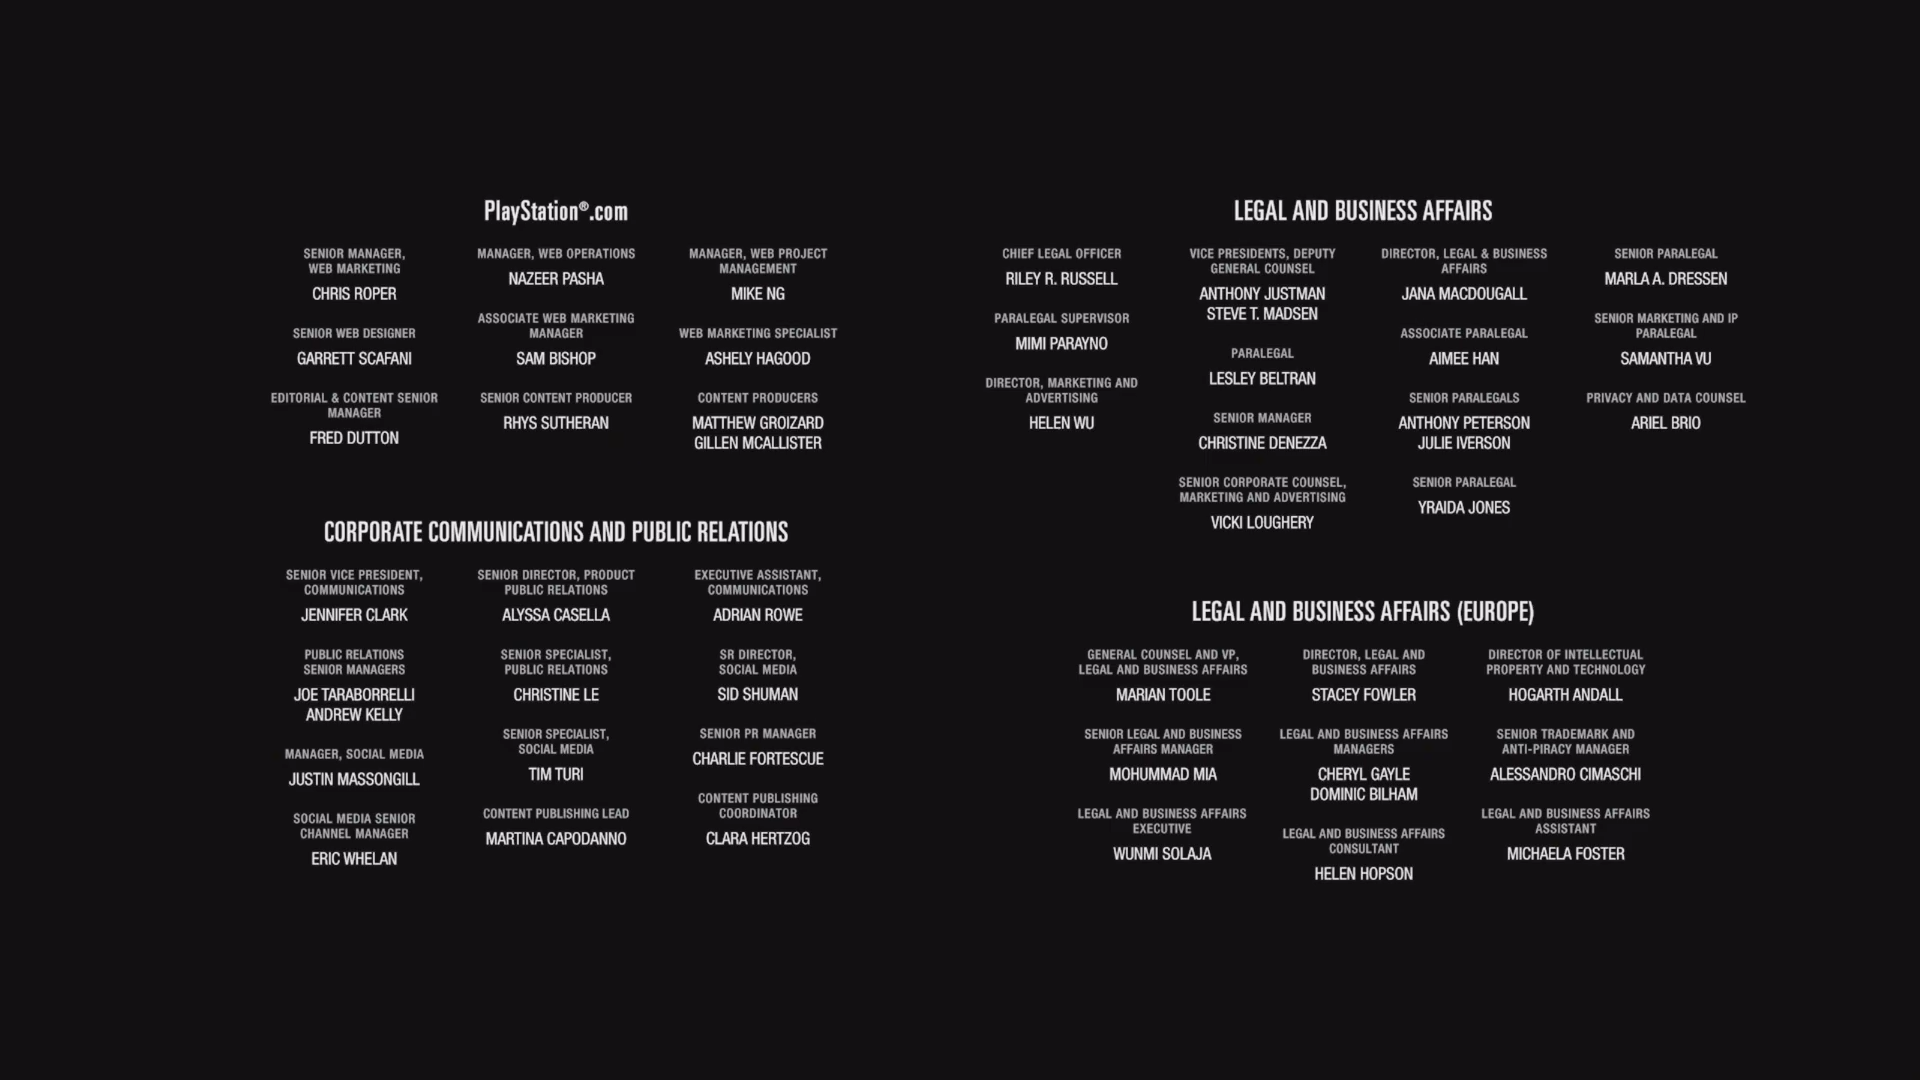 PlayStation®.com
SENIOR MANAGER,
WEB MARKETING
CHRIS ROPER
SENIOR WEB DESIGNER
GARRETT SCAFANI
EDITORIAL & CONTENT SENIOR
MANAGER
FRED DUTTON
MANAGER, WEB OPERATIONS
NAZEER PASHA
ASSOCIATE WEB MARKETING
MANAGER
SAM BISHOP
SENIOR CONTENT PRODUCER
RHYS SUTHERAN
MANAGER, WEB PROJECT
MANAGEMENT
MIKE NG
WEB MARKETING SPECIALIST
ASHELY HAGOOD
CONTENT PRODUCERS
MATTHEW GROIZARD
GILLEN MCALLISTER
CORPORATE COMMUNICATIONS AND PUBLIC RELATIONS
SENIOR VICE PRESIDENT,
COMMUNICATIONS
JENNIFER CLARK
PUBLIC RELATIONS
SENIOR MANAGERS
JOE TARABORRELLI
ANDREW KELLY
MANAGER, SOCIAL MEDIA
JUSTIN MASSONGILL
SOCIAL MEDIA SENIOR
CHANNEL MANAGER
ERIC WHELAN
SENIOR DIRECTOR, PRODUCT
PUBLIC RELATIONS
ALYSSA CASELLA
SENIOR SPECIALIST,
PUBLIC RELATIONS
CHRISTINE LE
SENIOR SPECIALIST,
SOCIAL MEDIA
TIM TURI
CONTENT PUBLISHING LEAD
MARTINA CAPODANNO
EXECUTIVE ASSISTANT,
COMMUNICATIONS
ADRIAN ROWE
SR DIRECTOR,
SOCIAL MEDIA
SID SHUMAN
SENIOR PR MANAGER
CHARLIE FORTESCUE
CONTENT PUBLISHING
COORDINATOR
CLARA HERTZOG
LEGAL AND BUSINESS AFFAIRS
CHIEF LEGAL OFFICER
RILEY R. RUSSELL
PARALEGAL SUPERVISOR
MIMI PARAYNO
DIRECTOR, MARKETING AND
ADVERTISING
HELEN WU
VICE PRESIDENTS, DEPUTY
GENERAL COUNSEL
ANTHONY JUSTMAN
STEVE T. MADSEN
PARALEGAL
LESLEY BELTRAN
SENIOR MANAGER
CHRISTINE DENEZZA
SENIOR CORPORATE COUNSEL,
MARKETING AND ADVERTISING
VICKI LOUGHERY
DIRECTOR, LEGAL & BUSINESS
AFFAIRS
JANA MACDOUGALL
ASSOCIATE PARALEGAL
AIMEE HAN
SENIOR PARALEGALS
ANTHONY PETERSON
JULIE IVERSON
SENIOR PARALEGAL
YRAIDA JONES
SENIOR PARALEGAL
MARLA A. DRESSEN
SENIOR MARKETING AND IP
PARALEGAL
SAMANTHA VU
PRIVACY AND DATA COUNSEL
ARIEL BRIO
LEGAL AND BUSINESS AFFAIRS (EUROPE)
GENERAL COUNSEL AND VP,
LEGAL AND BUSINESS AFFAIRS
MARIAN TOOLE
SENIOR LEGAL AND BUSINESS
AFFAIRS MANAGER
MOHUMMAD MIA
LEGAL AND BUSINESS AFFAIRS
EXECUTIVE
WUNMI SOLAJA
DIRECTOR, LEGAL AND
BUSINESS AFFAIRS
STACEY FOWLER
LEGAL AND BUSINESS AFFAIRS
MANAGERS
CHERYL GAYLE
DOMINIC BILHAM
LEGAL AND BUSINESS AFFAIRS
CONSULTANT
HELEN HOPSON
DIRECTOR OF INTELLECTUAL
PROPERTY AND TECHNOLOGY
HOGARTH ANDALL
SENIOR TRADEMARK AND
ANTI-PIRACY MANAGER
ALESSANDRO CIMASCHI
LEGAL AND BUSINESS AFFAIRS
ASSISTANT
MICHAELA FOSTER